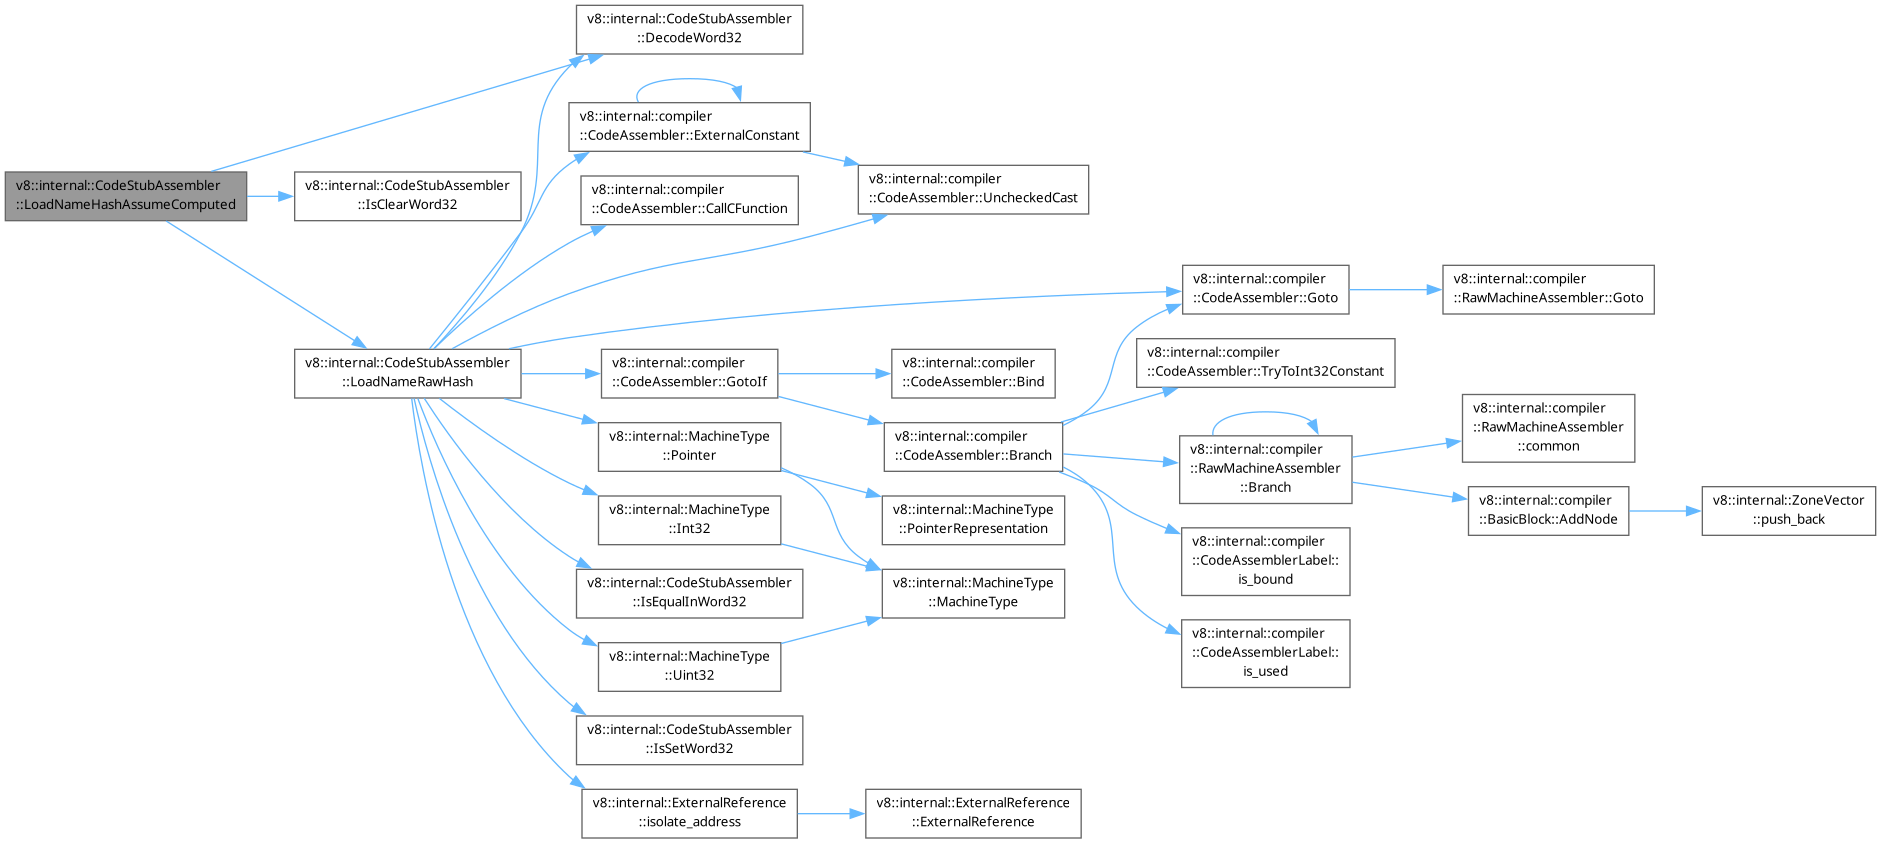 v8::internal::CodeStubAssembler
::LoadNameHashAssumeComputed
v8::internal::CodeStubAssembler
::DecodeWord32
v8::internal::CodeStubAssembler
::IsClearWord32
v8::internal::CodeStubAssembler
::LoadNameRawHash
v8::internal::compiler
::CodeAssembler::ExternalConstant
v8::internal::compiler
::CodeAssembler::UncheckedCast
v8::internal::compiler
::CodeAssembler::CallCFunction
v8::internal::compiler
::CodeAssembler::Goto
v8::internal::compiler
::RawMachineAssembler::Goto
v8::internal::compiler
::CodeAssembler::GotoIf
v8::internal::compiler
::CodeAssembler::Bind
v8::internal::compiler
::CodeAssembler::Branch
v8::internal::compiler
::CodeAssembler::TryToInt32Constant
v8::internal::compiler
::RawMachineAssembler
::Branch
v8::internal::compiler
::RawMachineAssembler
::common
v8::internal::compiler
::BasicBlock::AddNode
v8::internal::ZoneVector
::push_back
v8::internal::compiler
::CodeAssemblerLabel::
is_bound
v8::internal::compiler
::CodeAssemblerLabel::
is_used
v8::internal::MachineType
::Pointer
v8::internal::MachineType
::PointerRepresentation
v8::internal::MachineType
::MachineType
v8::internal::MachineType
::Int32
v8::internal::CodeStubAssembler
::IsEqualInWord32
v8::internal::MachineType
::Uint32
v8::internal::CodeStubAssembler
::IsSetWord32
v8::internal::ExternalReference
::isolate_address
v8::internal::ExternalReference
::ExternalReference